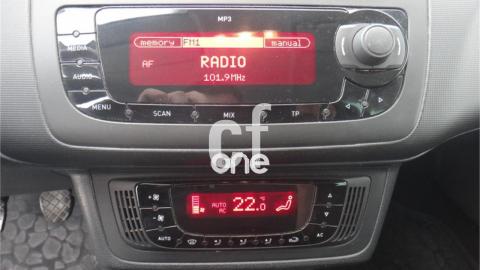 MP3
memory FM1 manual
MEDIA
AF RADIO
AUDIO
101.9MHz
MENU
SCAN MIX TP
cf
one
AUTO 22.0 °C
AC
AUTO AC